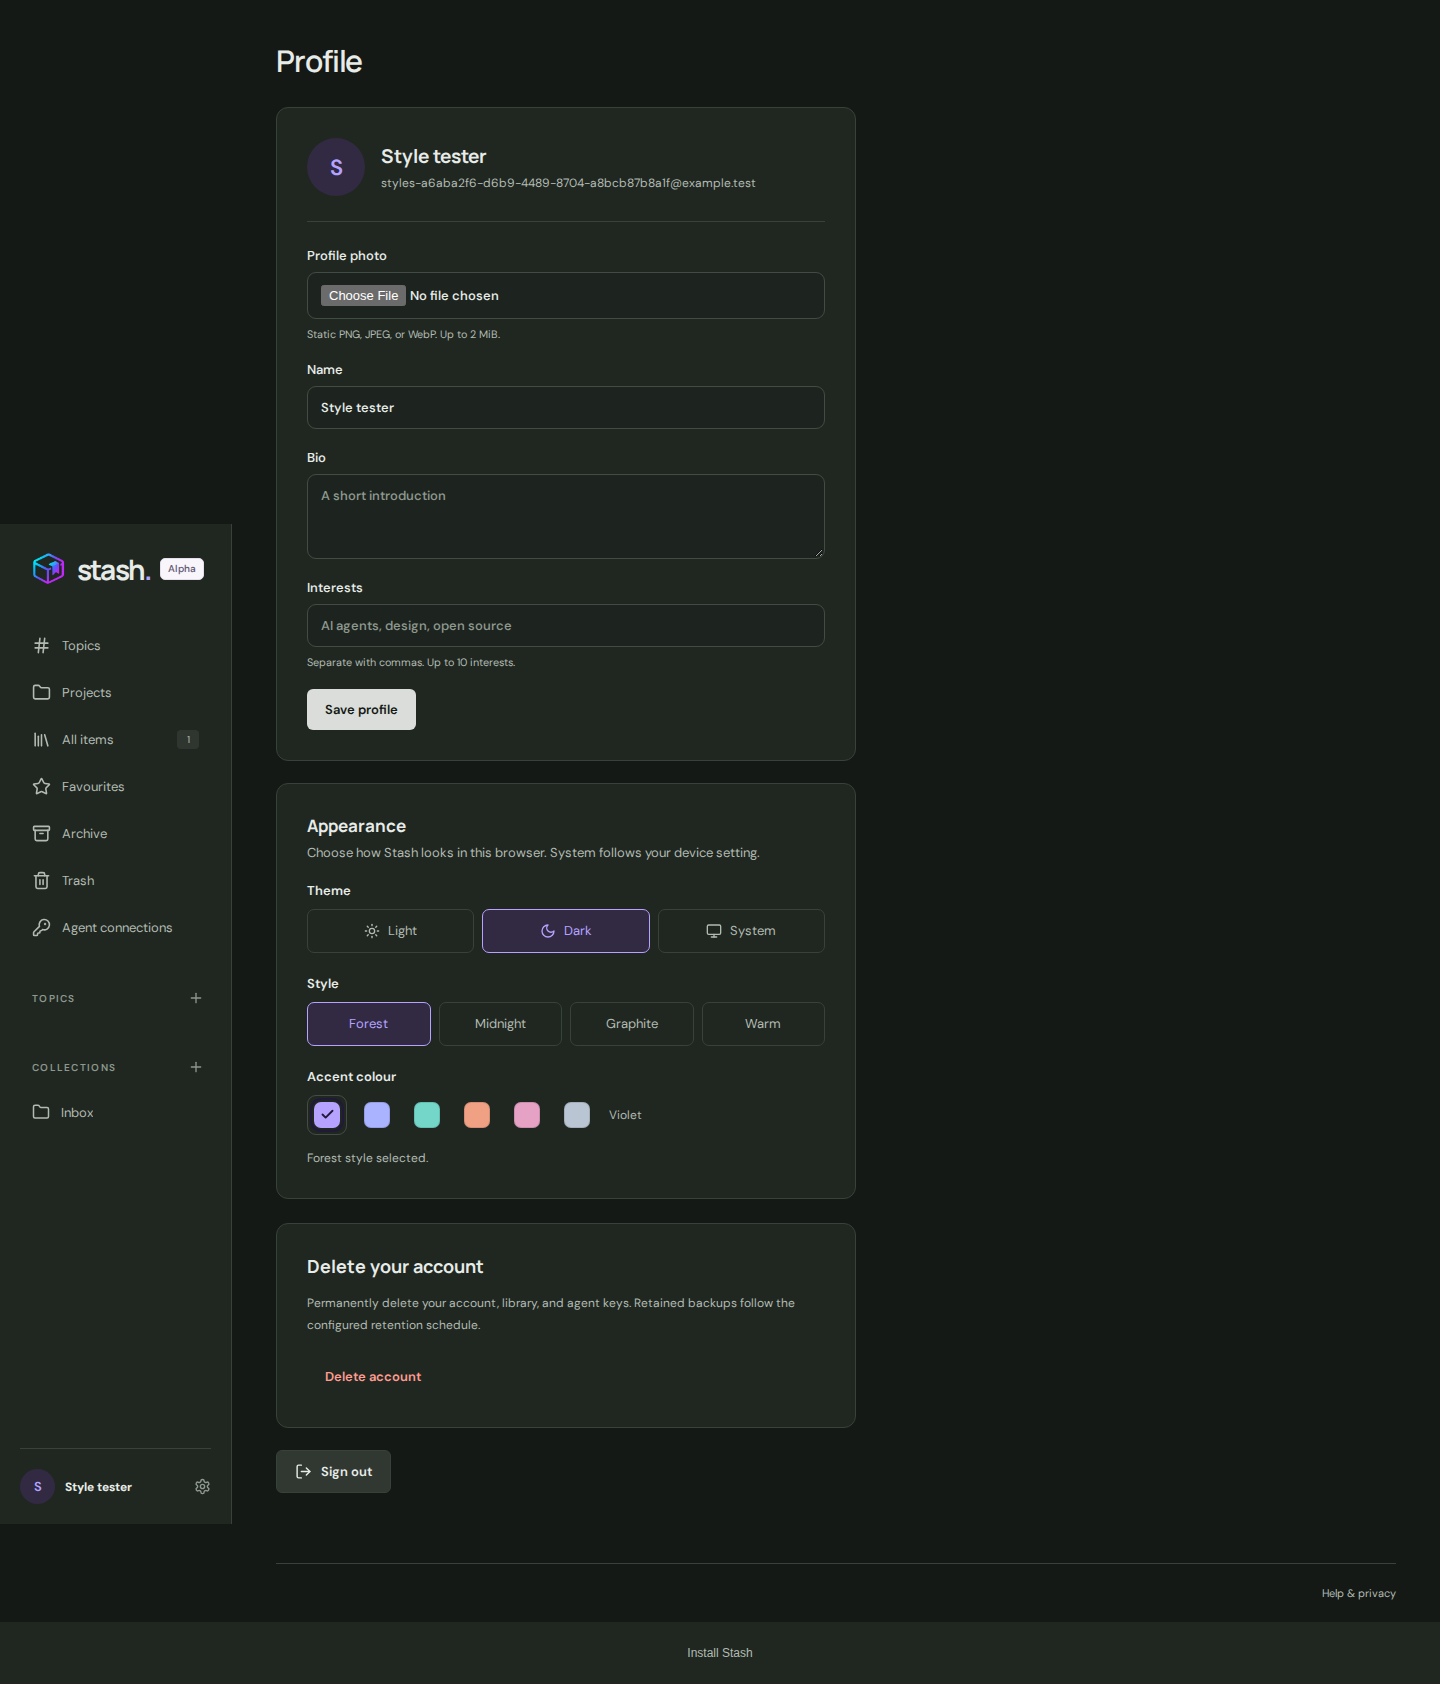 Profile
S
Style tester
styles-a6aba2f6-d6b9-4489-8704-a8bcb87b8a1f@example.test
Profile photo
Choose File No file chosen
Static PNG, JPEG, or WebP. Up to 2 MiB.
Name
Style tester
Bio
A short introduction
Interests
AI agents, design, open source
Separate with commas. Up to 10 interests.
Save profile
stash. Alpha
Topics
Projects
All items 1
Favourites
Archive
Trash
Agent connections
TOPICS
COLLECTIONS
Inbox
S Style tester
Appearance
Choose how Stash looks in this browser. System follows your device setting.
Theme
Light Dark System
Style
Forest Midnight Graphite Warm
Accent colour
Violet
Forest style selected.
Delete your account
Permanently delete your account, library, and agent keys. Retained backups follow the
configured retention schedule.
Delete account
Sign out
Help & privacy
Install Stash